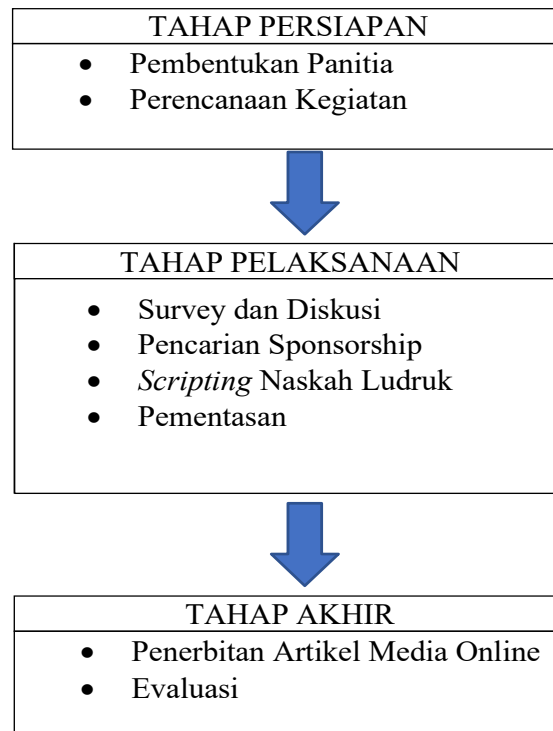 TAHAP PERSIAPAN
• Pembentukan Panitia
• Perencanaan Kegiatan
TAHAP PELAKSANAAN
• Survey dan Diskusi
• Pencarian Sponsorship
• Scripting Naskah Ludruk
• Pementasan
TAHAP AKHIR
• Penerbitan Artikel Media Online
• Evaluasi